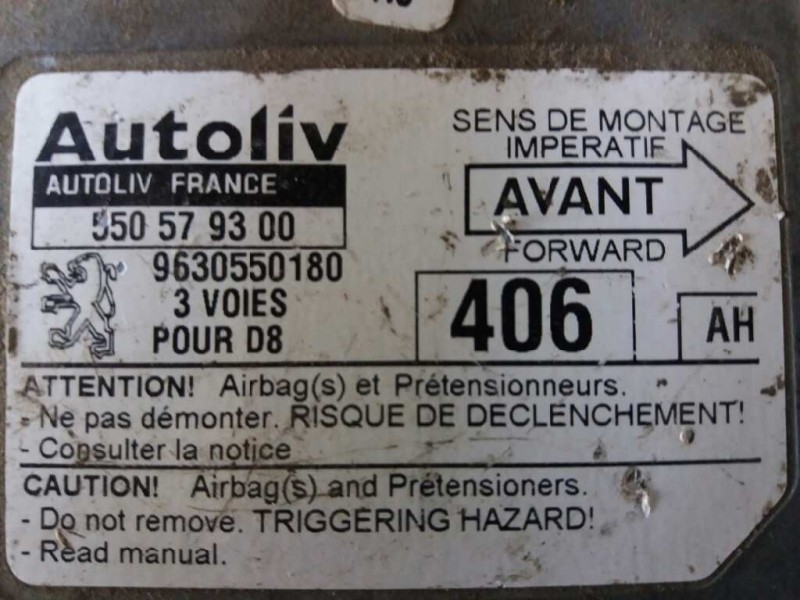 Autoliv
AUTOLIV FRANCE
550 57 93 00
9630550180
3 VOIES
POUR D8
SENS DE MONTAGE
IMPERATIF
AVANT
FORWARD
406
AH
ATTENTION! Airbag(s) et Prétensionneurs.
- Ne pas démonter. RISQUE DE DECLENCHEMENT!
- Consulter la notice
CAUTION! Airbag(s) and Prétensioners.
- Do not remove. TRIGGERING HAZARD!
- Read manual.